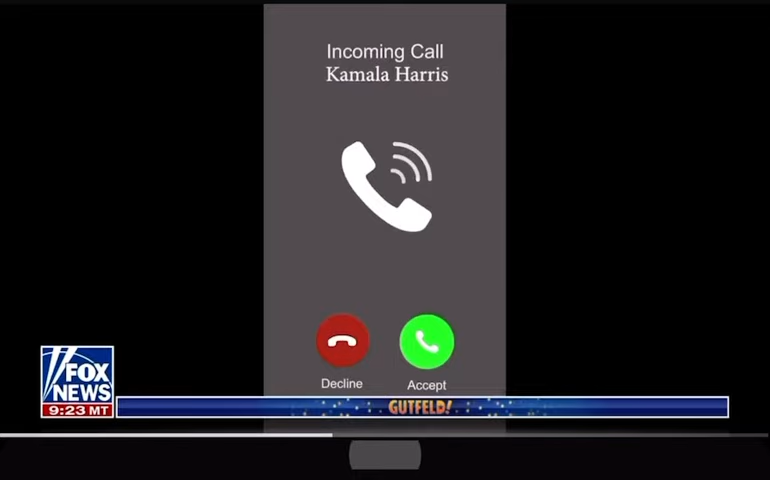 Incoming Call
Kamala Harris
Decline
Accept
FOX
NEWS
9:23 MT
GUTFELD!